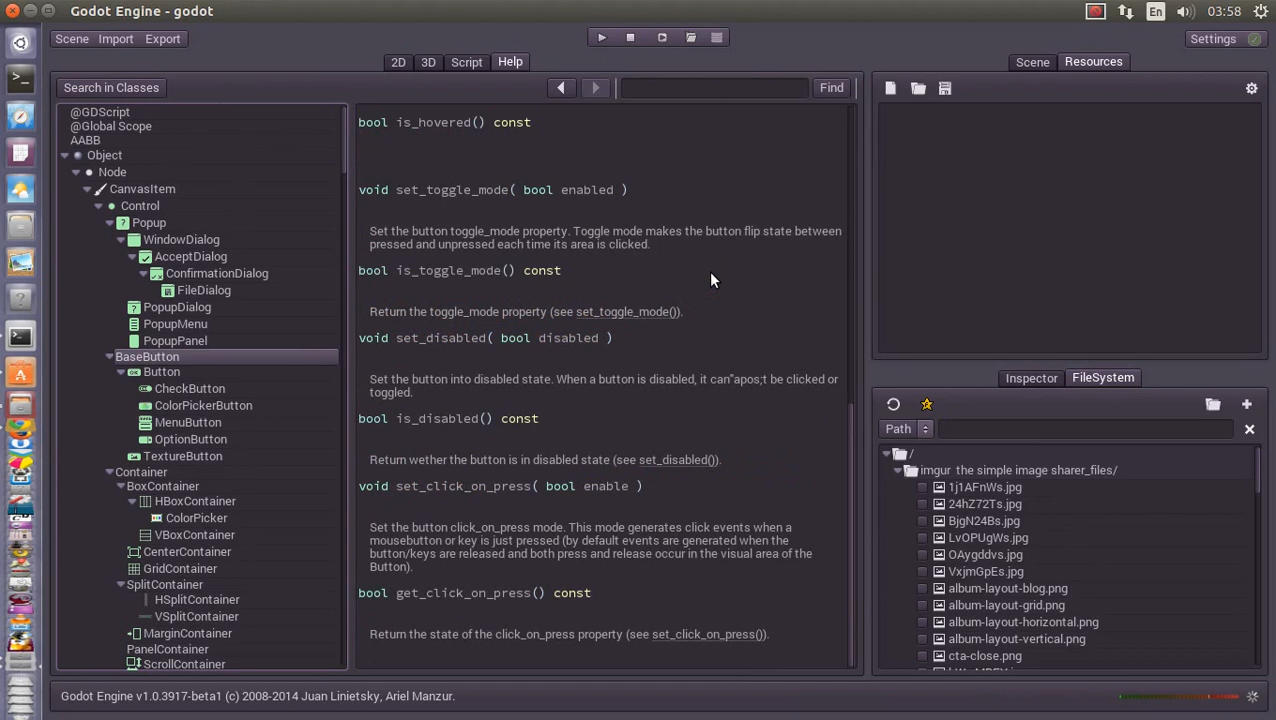 Godot Engine - godot
En
03:58
Scene Import Export
Settings
2D 3D Script Help
Scene Resources
Search in Classes
Find
@GDScript
@Global Scope
AABB
Object
Node
CanvasItem
Control
Popup
WindowDialog
AcceptDialog
ConfirmationDialog
FileDialog
PopupDialog
PopupMenu
PopupPanel
BaseButton
Button
CheckButton
ColorPickerButton
MenuButton
OptionButton
TextureButton
Container
BoxContainer
HBoxContainer
ColorPicker
VBoxContainer
CenterContainer
GridContainer
SplitContainer
HSplitContainer
VSplitContainer
MarginContainer
PanelContainer
ScrollContainer
bool is_hovered() const
void set_toggle_mode( bool enabled )
Set the button toggle_mode property. Toggle mode makes the button flip state between
pressed and unpressed each time its area is clicked.
bool is_toggle_mode() const
Return the toggle_mode property (see set_toggle_mode()).
void set_disabled( bool disabled )
Set the button into disabled state. When a button is disabled, it can"apos;t be clicked or
toggled.
bool is_disabled() const
Return wether the button is in disabled state (see set_disabled()).
void set_click_on_press( bool enable )
Set the button click_on_press mode. This mode generates click events when a
mousebutton or key is just pressed (by default events are generated when the
button/keys are released and both press and release occur in the visual area of the
Button).
bool get_click_on_press() const
Return the state of the click_on_press property (see set_click_on_press()).
Inspector FileSystem
Path
/
imgur the simple image sharer_files/
1j1AFnWs.jpg
24hZ72Ts.jpg
BjgN24Bs.jpg
LvOPUgWs.jpg
OAygddvs.jpg
VxjmGpEs.jpg
album-layout-blog.png
album-layout-grid.png
album-layout-horizontal.png
album-layout-vertical.png
cta-close.png
Godot Engine v1.0.3917-beta1 (c) 2008-2014 Juan Linietsky, Ariel Manzur.